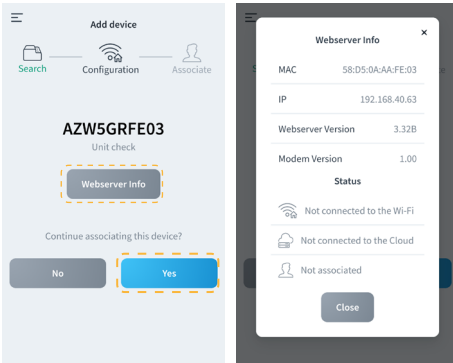 Add device
Search
Configuration
Associate
AZW5GRFE03
Unit check
Webserver Info
Continue associating this device?
No
Yes
Webserver Info
×
MAC 58:D5:0A:AA:FE:03
IP 192.168.40.63
Webserver Version 3.32B
Modem Version 1.00
Status
Not connected to the Wi-Fi
Not connected to the Cloud
Not associated
Close